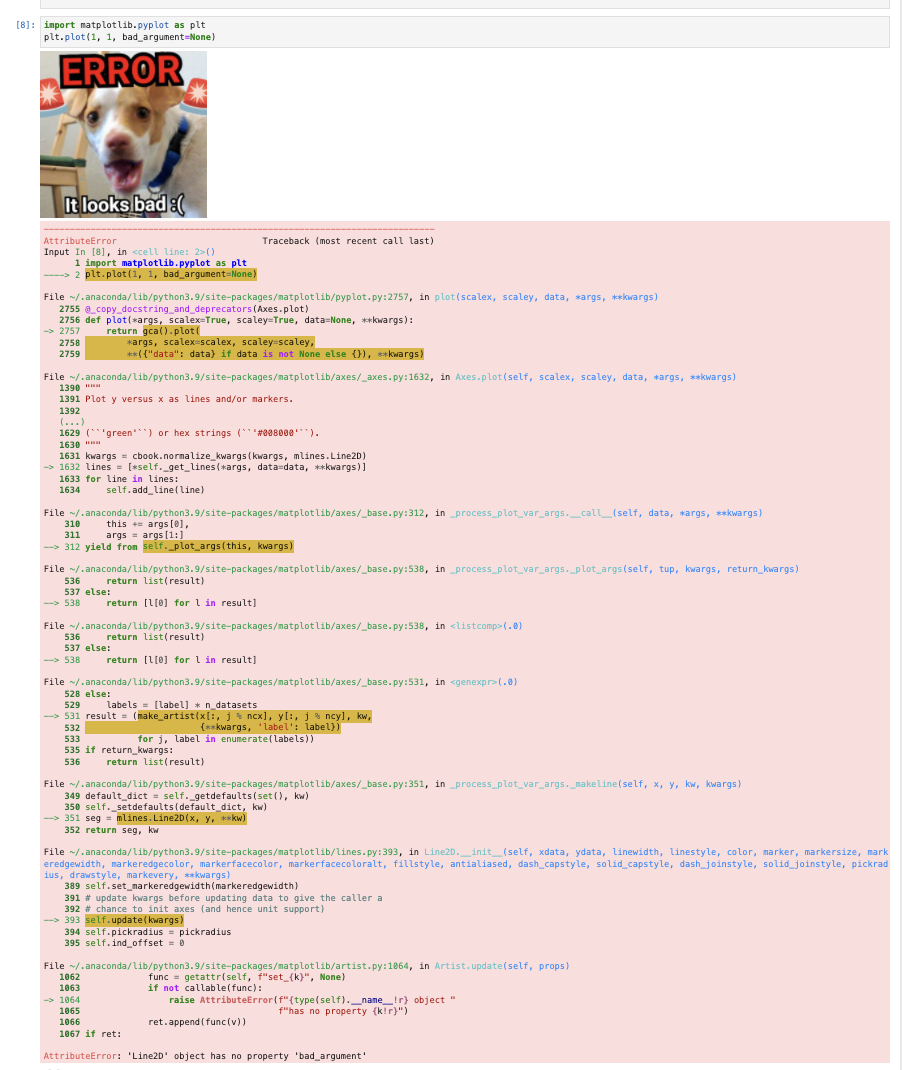 [8]: import matplotlib.pyplot as plt
plt.plot(1, 1, bad_argument=None)
ERROR
It looks bad :(
AttributeError                            Traceback (most recent call last)
Input In [8], in <cell line: 2>()
      1 import matplotlib.pyplot as plt
----> 2 plt.plot(1, 1, bad_argument=None)
File ~/.anaconda/lib/python3.9/site-packages/matplotlib/pyplot.py:2757, in plot(scalex, scaley, data, *args, **kwargs)
   2755 @_copy_docstring_and_deprecators(Axes.plot)
   2756 def plot(*args, scalex=True, scaley=True, data=None, **kwargs):
-> 2757     return gca().plot(
   2758         *args, scalex=scalex, scaley=scaley,
   2759         **({"data": data} if data is not None else {}), **kwargs)
File ~/.anaconda/lib/python3.9/site-packages/matplotlib/axes/_axes.py:1632, in Axes.plot(self, scalex, scaley, data, *args, **kwargs)
   1390 """
   1391 Plot y versus x as lines and/or markers.
   1392
   (...)
   1629 (``'green'``) or hex strings (``'#008000'``).
   1630 """
   1631 kwargs = cbook.normalize_kwargs(kwargs, mlines.Line2D)
-> 1632 lines = [*self._get_lines(*args, data=data, **kwargs)]
   1633 for line in lines:
   1634     self.add_line(line)
File ~/.anaconda/lib/python3.9/site-packages/matplotlib/axes/_base.py:312, in _process_plot_var_args.__call__(self, data, *args, **kwargs)
    310     this += args[0],
    311     args = args[1:]
--> 312 yield from self._plot_args(this, kwargs)
File ~/.anaconda/lib/python3.9/site-packages/matplotlib/axes/_base.py:538, in _process_plot_var_args._plot_args(self, tup, kwargs, return_kwargs)
    536     return list(result)
    537 else:
--> 538     return [l[0] for l in result]
File ~/.anaconda/lib/python3.9/site-packages/matplotlib/axes/_base.py:538, in <listcomp>(.0)
    536     return list(result)
    537 else:
--> 538     return [l[0] for l in result]
File ~/.anaconda/lib/python3.9/site-packages/matplotlib/axes/_base.py:531, in <genexpr>(.0)
    528 else:
    529     labels = [label] * n_datasets
--> 531 result = (make_artist(x[:, j % ncx], y[:, j % ncy], kw,
    532                       {**kwargs, 'label': label})
    533           for j, label in enumerate(labels))
    535 if return_kwargs:
    536     return list(result)
File ~/.anaconda/lib/python3.9/site-packages/matplotlib/axes/_base.py:351, in _process_plot_var_args._makeline(self, x, y, kw, kwargs)
    349 default_dict = self._getdefaults(set(), kw)
    350 self._setdefaults(default_dict, kw)
--> 351 seg = mlines.Line2D(x, y, **kw)
    352 return seg, kw
File ~/.anaconda/lib/python3.9/site-packages/matplotlib/lines.py:393, in Line2D.__init__(self, xdata, ydata, linewidth, linestyle, color, marker, markersize, mark
eredgewidth, markeredgecolor, markerfacecolor, markerfacecoloralt, fillstyle, antialiased, dash_capstyle, solid_capstyle, dash_joinstyle, solid_joinstyle, pickrad
ius, drawstyle, markevery, **kwargs)
    389 self.set_markeredgewidth(markeredgewidth)
    391 # update kwargs before updating data to give the caller a
    392 # chance to init axes (and hence unit support)
--> 393 self.update(kwargs)
    394 self.pickradius = pickradius
    395 self.ind_offset = 0
File ~/.anaconda/lib/python3.9/site-packages/matplotlib/artist.py:1064, in Artist.update(self, props)
   1062             func = getattr(self, f"set_{k}", None)
   1063             if not callable(func):
-> 1064                 raise AttributeError(f"{type(self).__name__!r} object "
   1065                                      f"has no property {k!r}")
   1066             ret.append(func(v))
   1067 if ret:
AttributeError: 'Line2D' object has no property 'bad_argument'